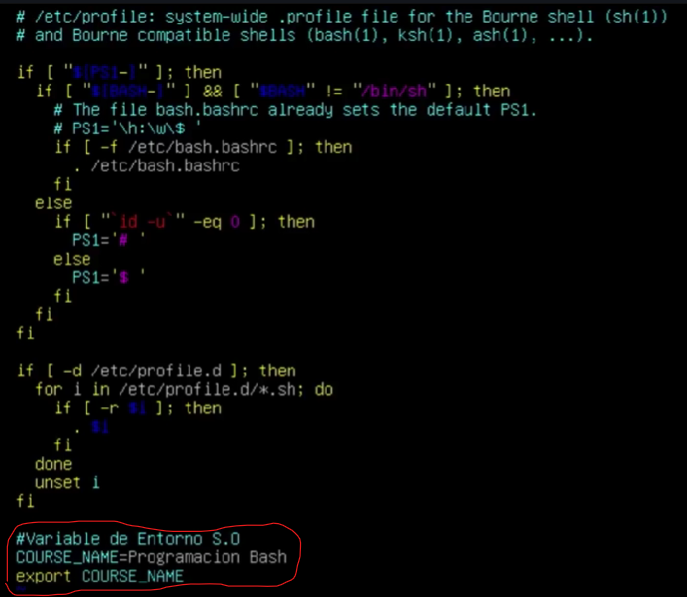 # /etc/profile: system-wide .profile file for the Bourne shell (sh(1))
# and Bourne compatible shells (bash(1), ksh(1), ash(1), ...).
if [ "${PS1-}" ]; then
if [ "${BASH-}" ] && [ "$BASH" != "/bin/sh" ]; then
# The file bash.bashrc already sets the default PS1.
# PS1='\h:\w\$ '
if [ -f /etc/bash.bashrc ]; then
. /etc/bash.bashrc
fi
else
if [ "`id -u`" -eq 0 ]; then
PS1='# '
else
PS1='$ '
fi
fi
fi
if [ -d /etc/profile.d ]; then
for i in /etc/profile.d/*.sh; do
if [ -r $i ]; then
. $i
fi
done
unset i
fi
#Variable de Entorno S.O
COURSE_NAME=Programacion Bash
export COURSE_NAME